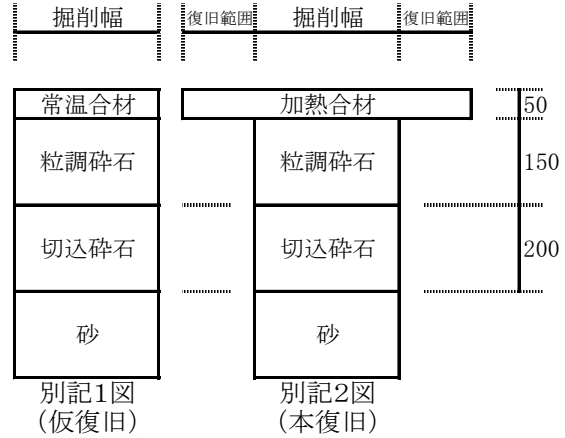 掘削幅
復旧範囲 掘削幅 復旧範囲
常温合材
加熱合材
50
粒調砕石
粒調砕石
150
切込砕石
切込砕石
200
砂
砂
別記1図
(仮復旧)
別記2図
(本復旧)